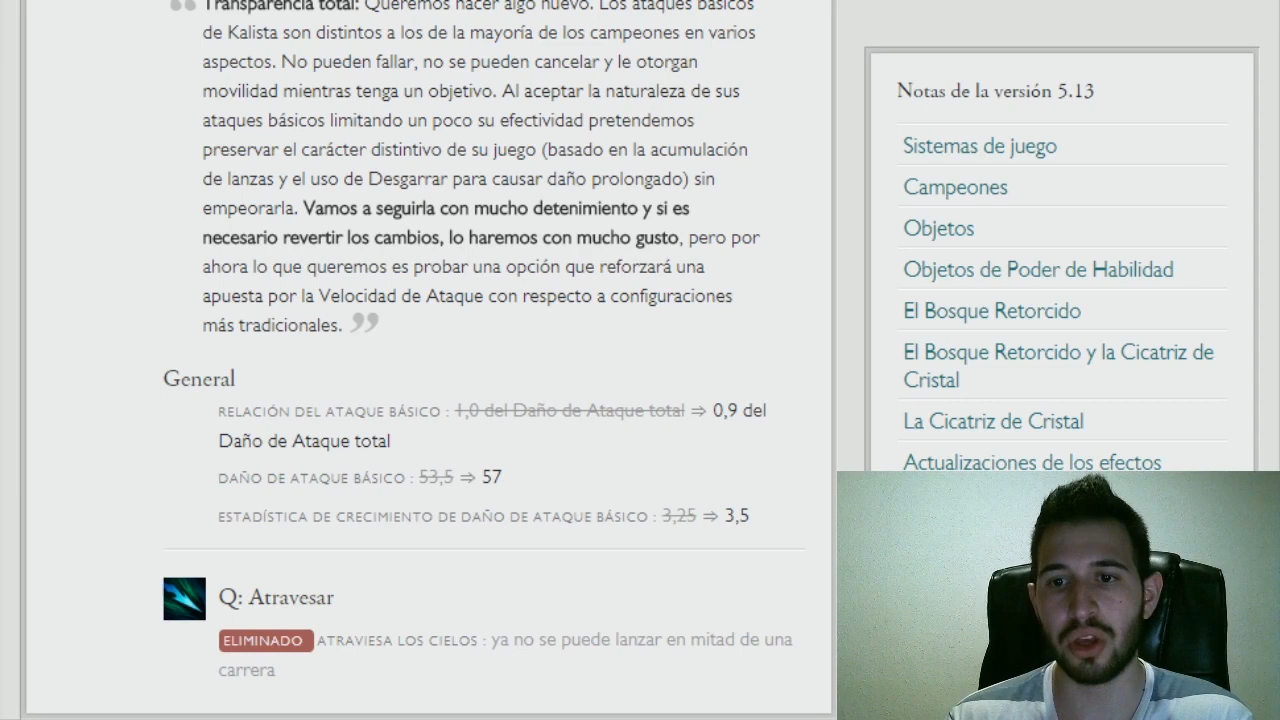 Transparencia total: Queremos hacer algo nuevo. Los ataques básicos
de Kalista son distintos a los de la mayoría de los campeones en varios
aspectos. No pueden fallar, no se pueden cancelar y le otorgan
movilidad mientras tenga un objetivo. Al aceptar la naturaleza de sus
ataques básicos limitando un poco su efectividad pretendemos
preservar el carácter distintivo de su juego (basado en la acumulación
de lanzas y el uso de Desgarrar para causar daño prolongado) sin
empeorarla. Vamos a seguirla con mucho detenimiento y si es
necesario revertir los cambios, lo haremos con mucho gusto, pero por
ahora lo que queremos es probar una opción que reforzará una
apuesta por la Velocidad de Ataque con respecto a configuraciones
más tradicionales.
General
RELACIÓN DEL ATAQUE BÁSICO : 1,0 del Daño de Ataque total ⇒ 0,9 del
Daño de Ataque total
DAÑO DE ATAQUE BÁSICO : 53,5 ⇒ 57
ESTADÍSTICA DE CRECIMIENTO DE DAÑO DE ATAQUE BÁSICO : 3,25 ⇒ 3,5
Q: Atravesar
ELIMINADO ATRAVIESA LOS CIELOS : ya no se puede lanzar en mitad de una
carrera
Notas de la versión 5.13
Sistemas de juego
Campeones
Objetos
Objetos de Poder de Habilidad
El Bosque Retorcido
El Bosque Retorcido y la Cicatriz de
Cristal
La Cicatriz de Cristal
Actualizaciones de los efectos